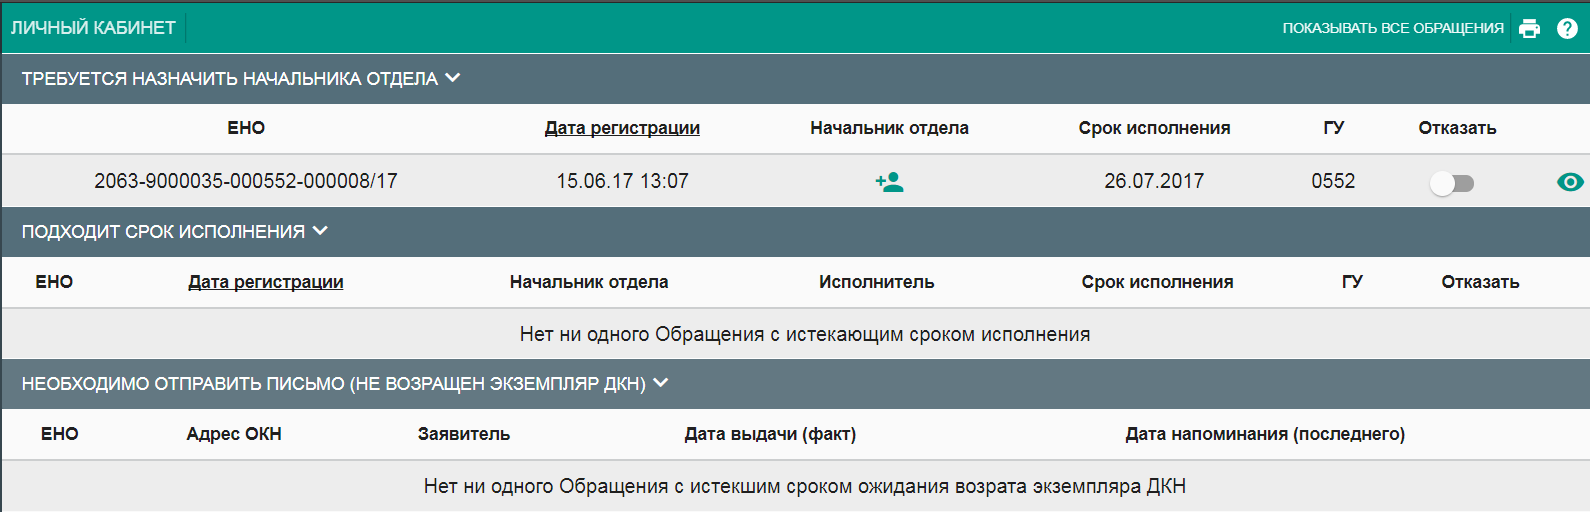 ЛИЧНЫЙ КАБИНЕТ ПОКАЗЫВАТЬ ВСЕ ОБРАЩЕНИЯ
ТРЕБУЕТСЯ НАЗНАЧИТЬ НАЧАЛЬНИКА ОТДЕЛА
ЕНО Дата регистрации Начальник отдела Срок исполнения ГУ Отказать
2063-9000035-000552-000008/17 15.06.17 13:07 26.07.2017 0552
ПОДХОДИТ СРОК ИСПОЛНЕНИЯ
ЕНО Дата регистрации Начальник отдела Исполнитель Срок исполнения ГУ Отказать
Нет ни одного Обращения с истекающим сроком исполнения
НЕОБХОДИМО ОТПРАВИТЬ ПИСЬМО (НЕ ВОЗРАЩЕН ЭКЗЕМПЛЯР ДКН)
ЕНО Адрес ОКН Заявитель Дата выдачи (факт) Дата напоминания (последнего)
Нет ни одного Обращения с истекшим сроком ожидания возрата экземпляра ДКН